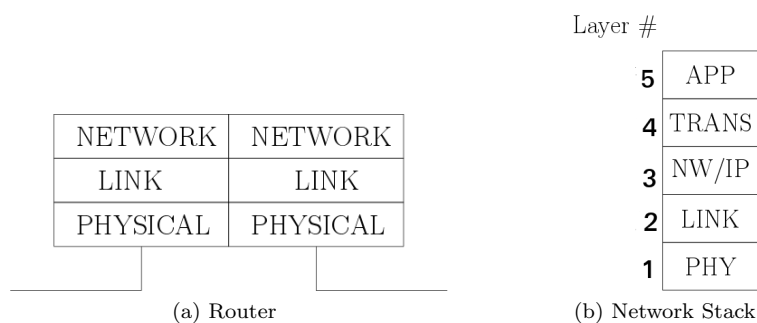 Layer #
5 APP
4 TRANS
3 NW/IP
2 LINK
1 PHY
NETWORK NETWORK
LINK LINK
PHYSICAL PHYSICAL
(a) Router
(b) Network Stack